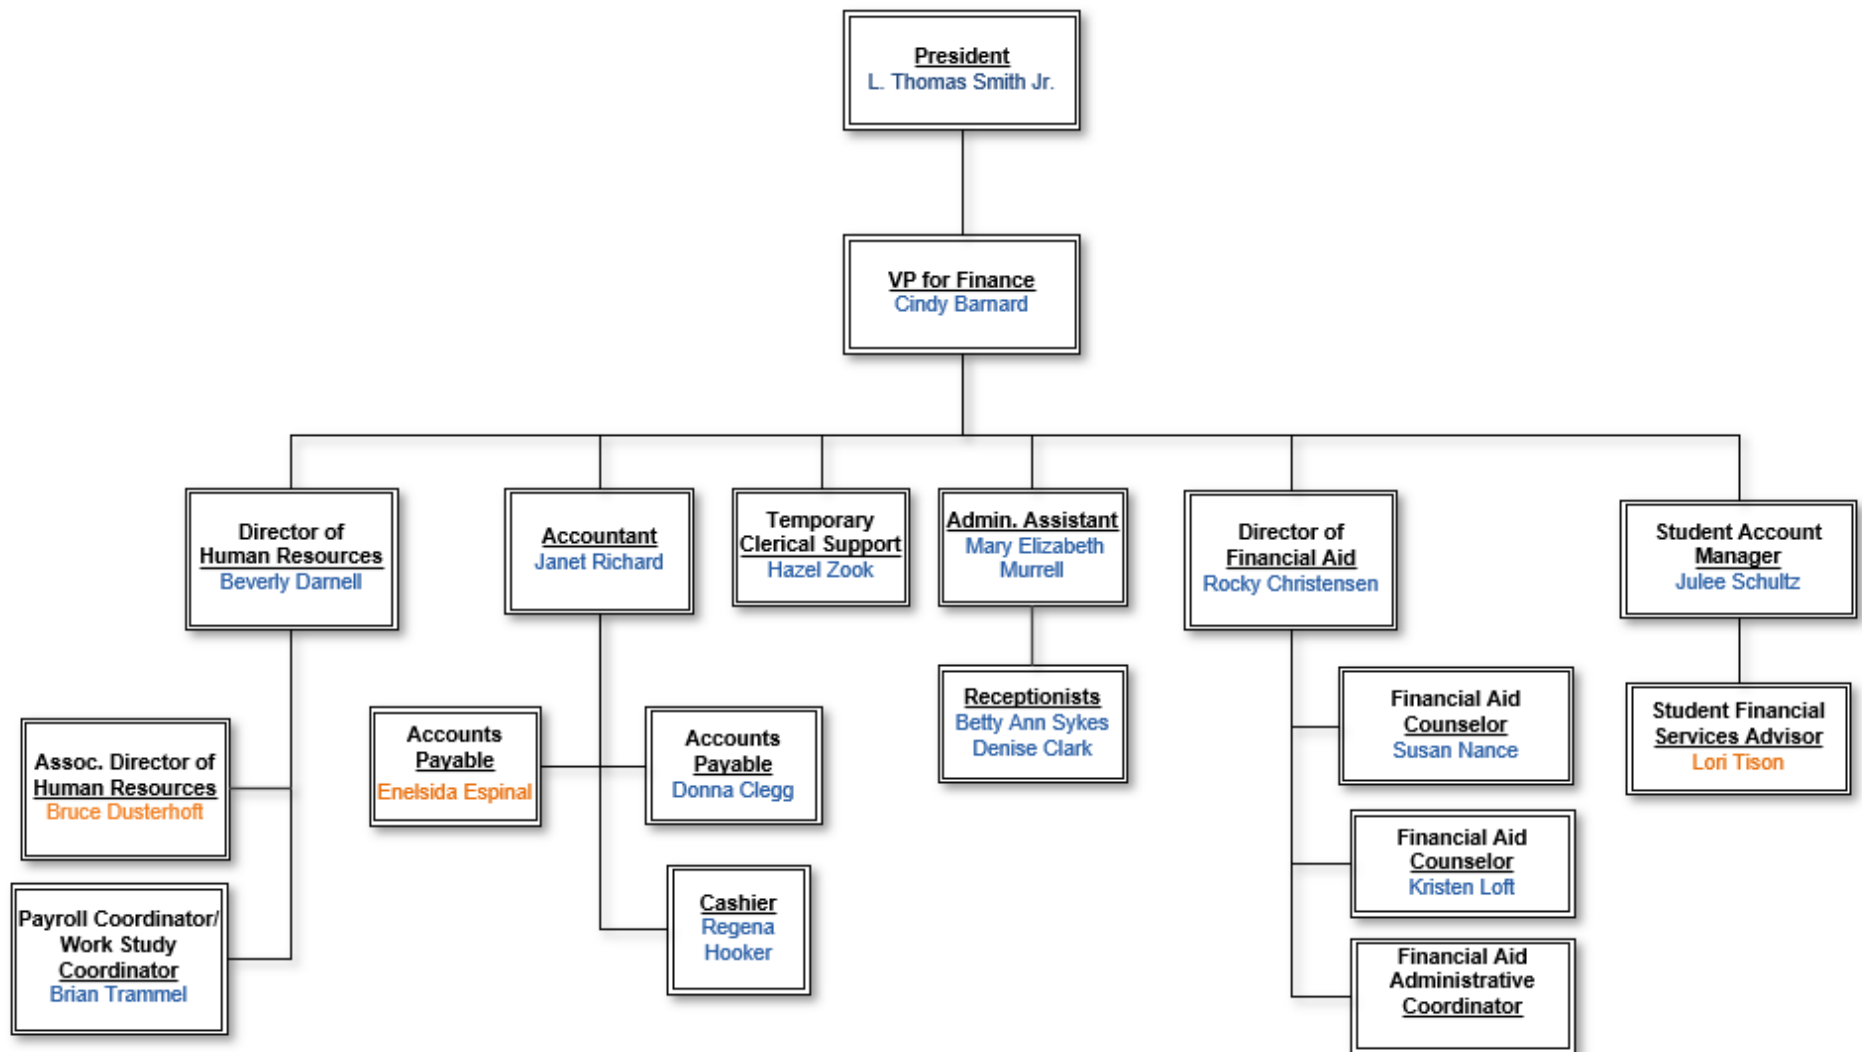 President
L. Thomas Smith Jr.
VP for Finance
Cindy Barnard
Director of
Human Resources
Beverly Darnell
Accountant
Janet Richard
Temporary
Clerical Support
Hazel Zook
Admin. Assistant
Mary Elizabeth
Murrell
Director of
Financial Aid
Rocky Christensen
Student Account
Manager
Julee Schultz
Assoc. Director of
Human Resources
Bruce Dusterhoft
Payroll Coordinator/
Work Study
Coordinator
Brian Trammel
Accounts
Payable
Enelsida Espinal
Accounts
Payable
Donna Clegg
Cashier
Regena
Hooker
Receptionists
Betty Ann Sykes
Denise Clark
Financial Aid
Counselor
Susan Nance
Financial Aid
Counselor
Kristen Loft
Financial Aid
Administrative
Coordinator
Student Financial
Services Advisor
Lori Tison